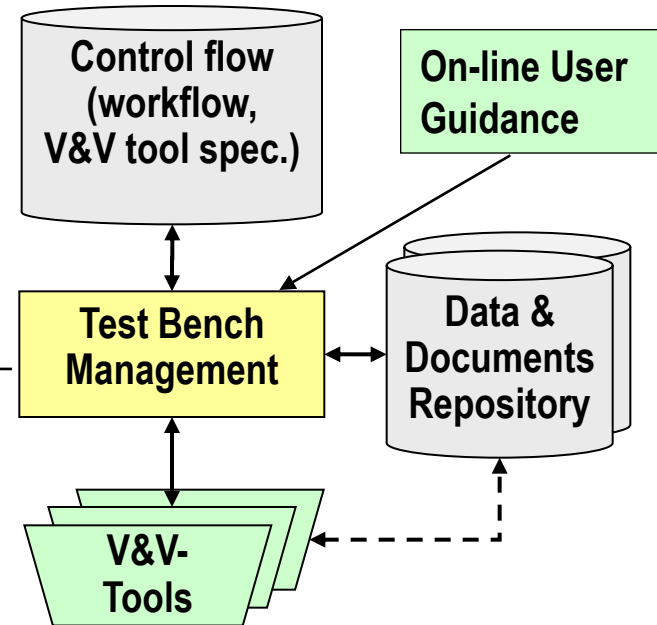 Control flow
(workflow,
V&V tool spec.)
On-line User
Guidance
Test Bench
Management
Data &
Documents
Repository
V&V-
Tools